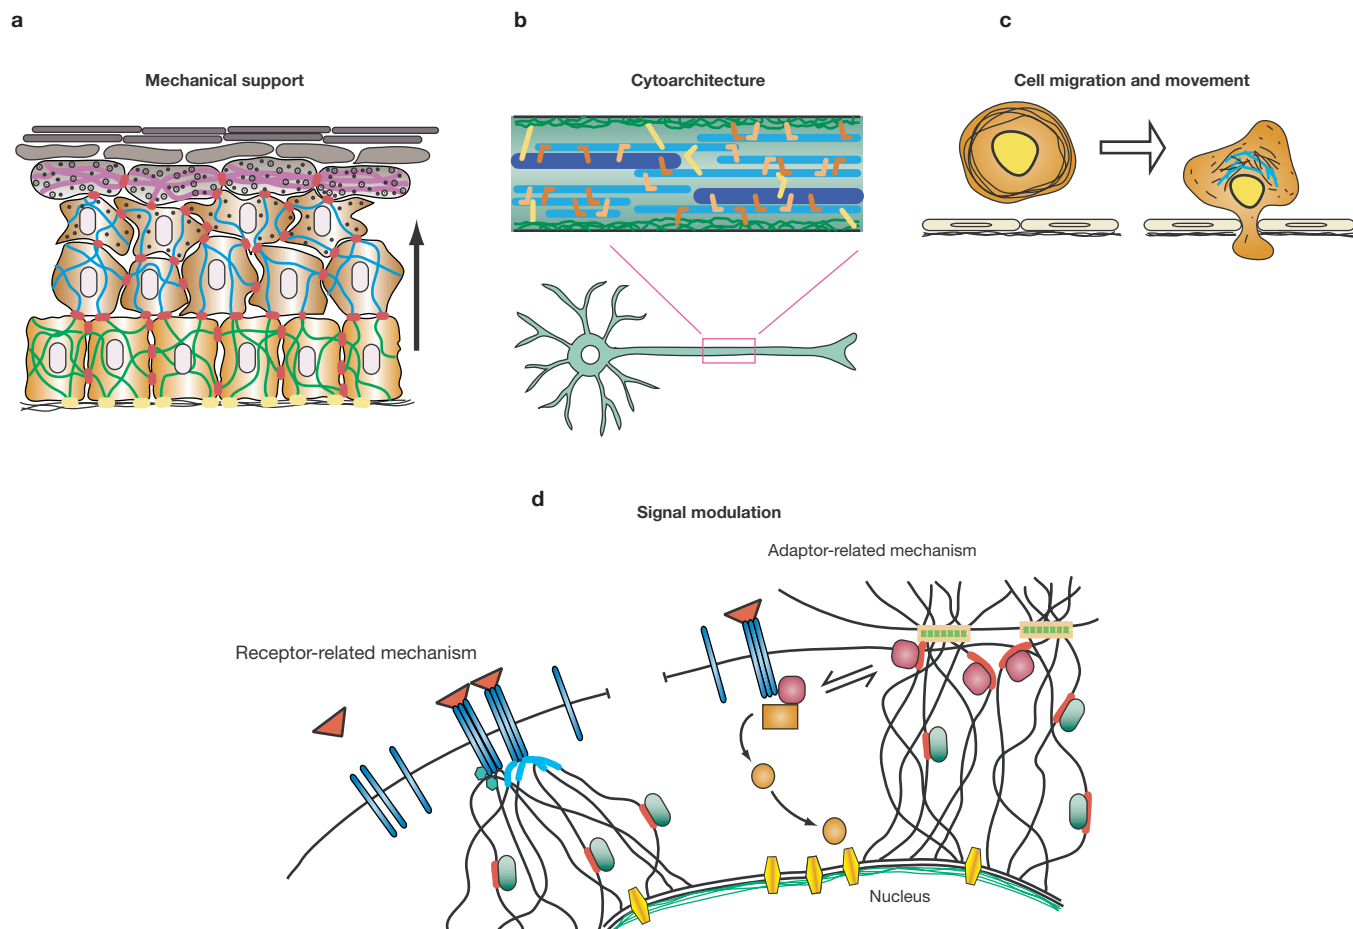 a
Mechanical support
b
Cytoarchitecture
c
Cell migration and movement
d
Signal modulation
Adaptor-related mechanism
Receptor-related mechanism
Nucleus